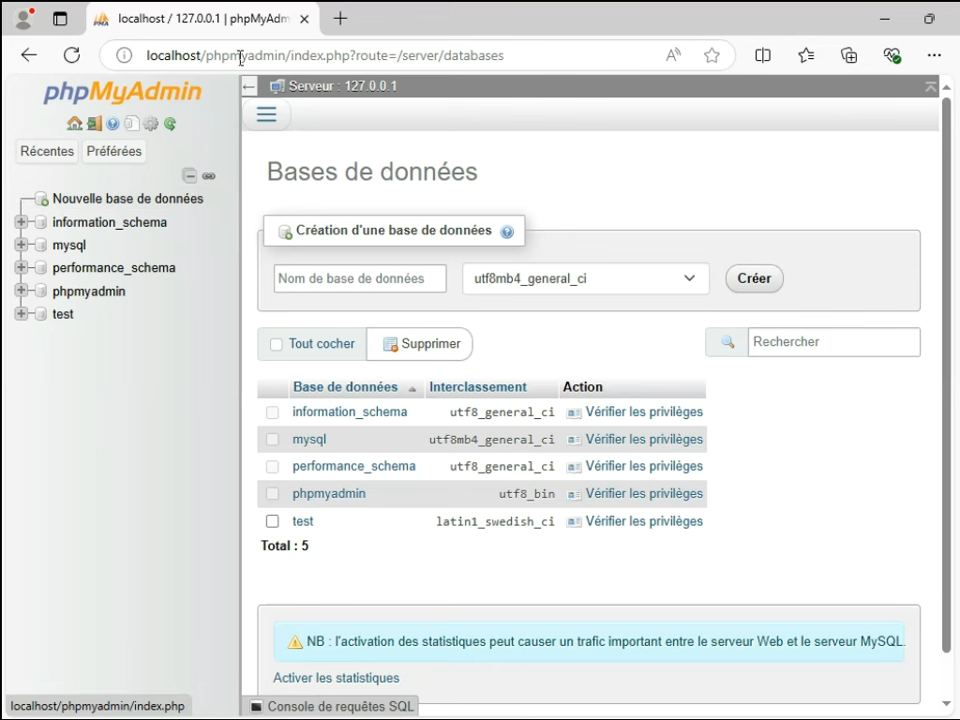 localhost / 127.0.0.1 | phpMyAdm
localhost/phpmyadmin/index.php?route=/server/databases
phpMyAdmin
Récentes
Préférées
Nouvelle base de données
information_schema
mysql
performance_schema
phpmyadmin
test
Serveur : 127.0.0.1
Bases de données
Création d'une base de données
Nom de base de données
utf8mb4_general_ci
Créer
Tout cocher
Supprimer
Rechercher
Base de données Interclassement Action
information_schema utf8_general_ci Vérifier les privilèges
mysql utf8mb4_general_ci Vérifier les privilèges
performance_schema utf8_general_ci Vérifier les privilèges
phpmyadmin utf8_bin Vérifier les privilèges
test latin1_swedish_ci Vérifier les privilèges
Total : 5
NB : l'activation des statistiques peut causer un trafic important entre le serveur Web et le serveur MySQL.
Activer les statistiques
localhost/phpmyadmin/index.php
Console de requêtes SQL